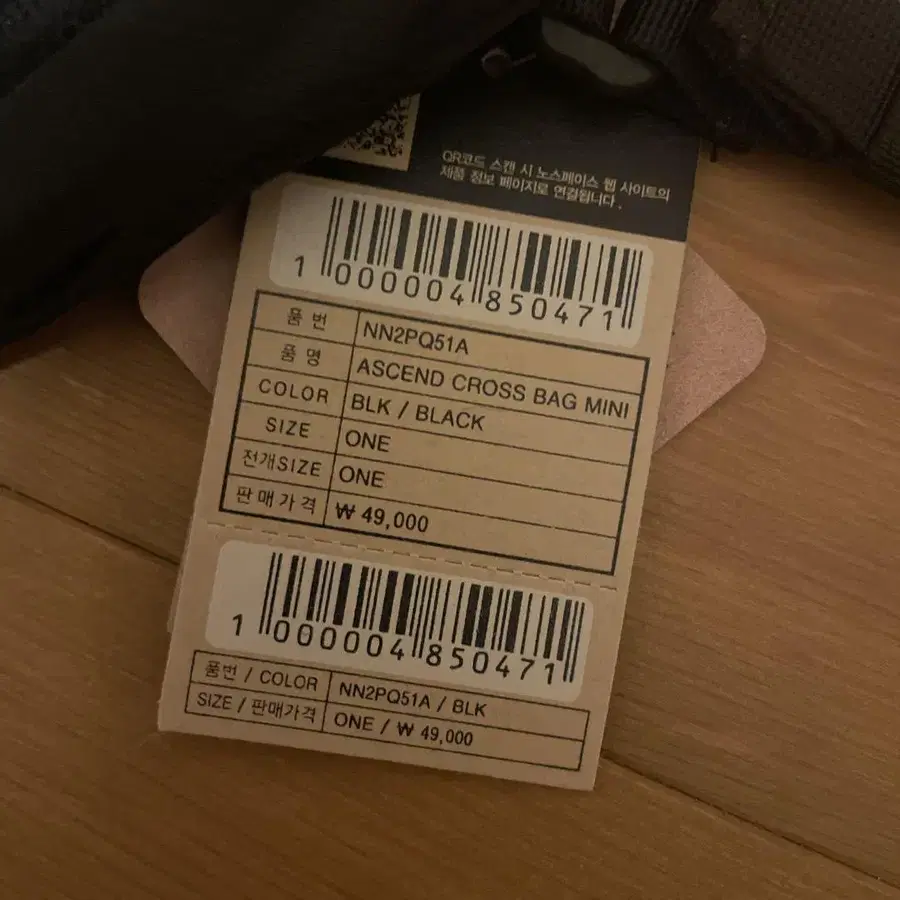 QR코드 스캔 시 노스페이스 웹 사이트의
제품 정보 페이지로 연결됩니다.
1 000004 850471
품 번 NN2PQ51A
품 명 ASCEND CROSS BAG MINI
COLOR BLK / BLACK
SIZE ONE
전개SIZE ONE
판매가격 ₩ 49,000
1 000004 850471
품번 / COLOR NN2PQ51A / BLK
SIZE / 판매가격 ONE / ₩ 49,000